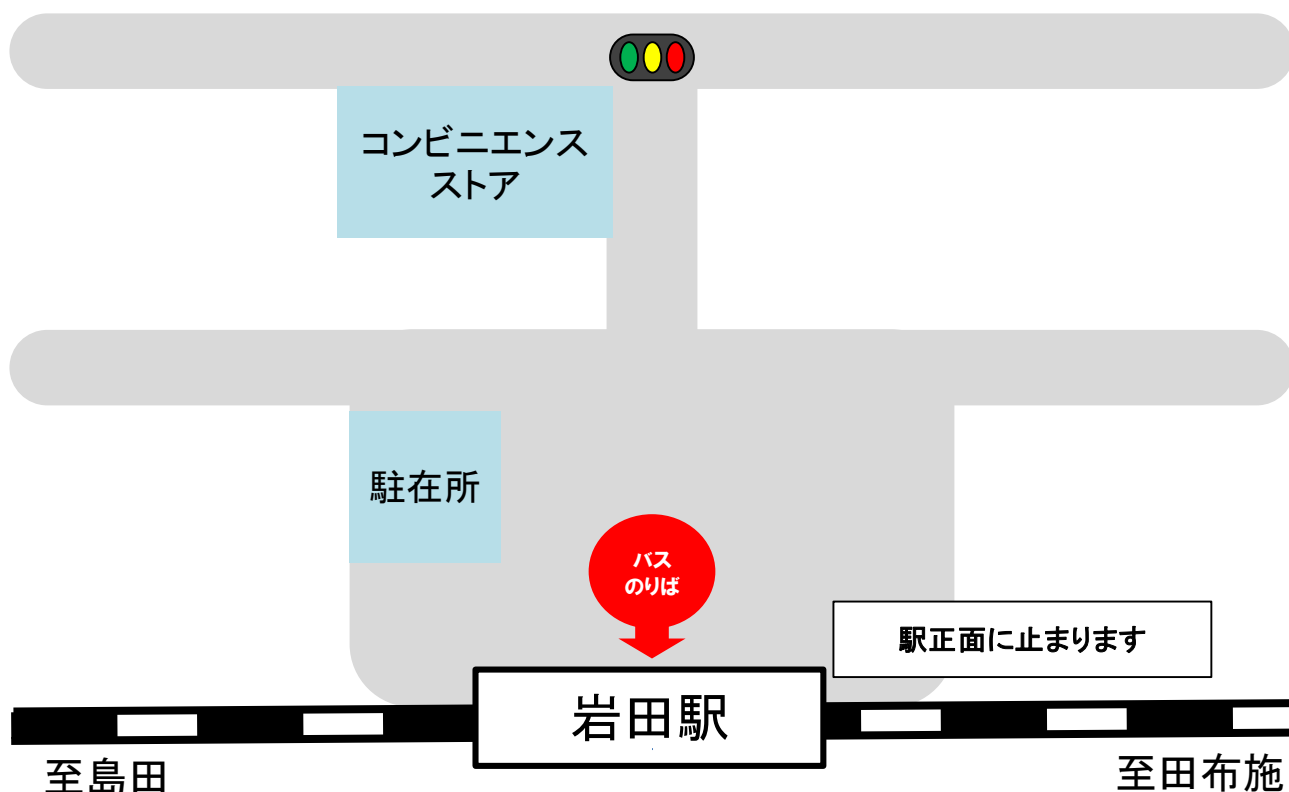 コンビニエンス
ストア
駐在所
バス
のりば
駅正面に止まります
岩田駅
至島田
至田布施